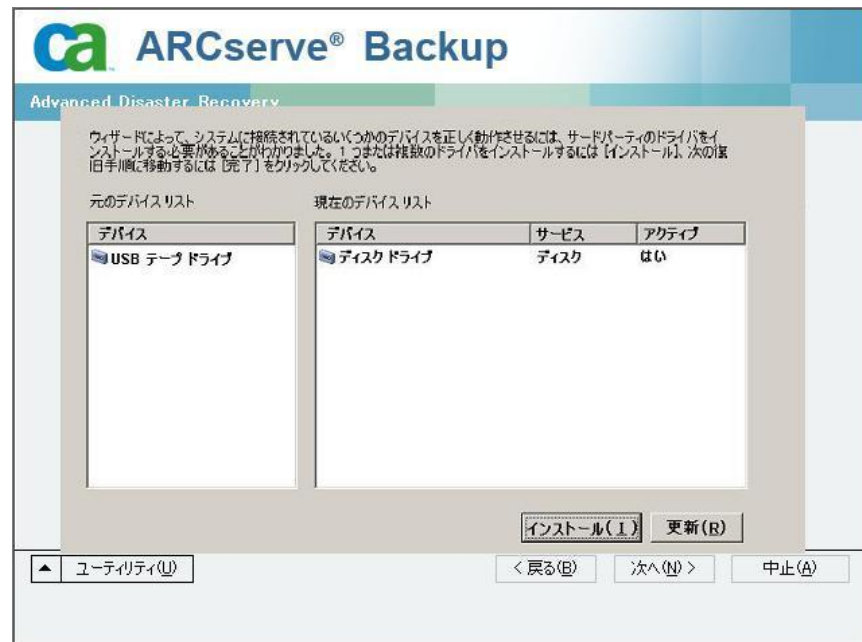 ca ARCserve® Backup
Advanced Disaster Recovery
ウィザードによって、システムに接続されているいくつかのデバイスを正しく動作させるには、サードパーティのドライバをイ
ンストールする必要があることがわかりました。1 つまたは複数のドライバをインストールするには [インストール]、次の復
旧手順に移動するには [完了] をクリックしてください。
元のデバイス リスト
現在のデバイス リスト
デバイス
デバイス サービス アクティブ
USB テープ ドライブ
ディスク ドライブ ディスク はい
インストール(I) 更新(R)
▲ ユーティリティ(U) < 戻る(B) 次へ(N) > 中止(A)